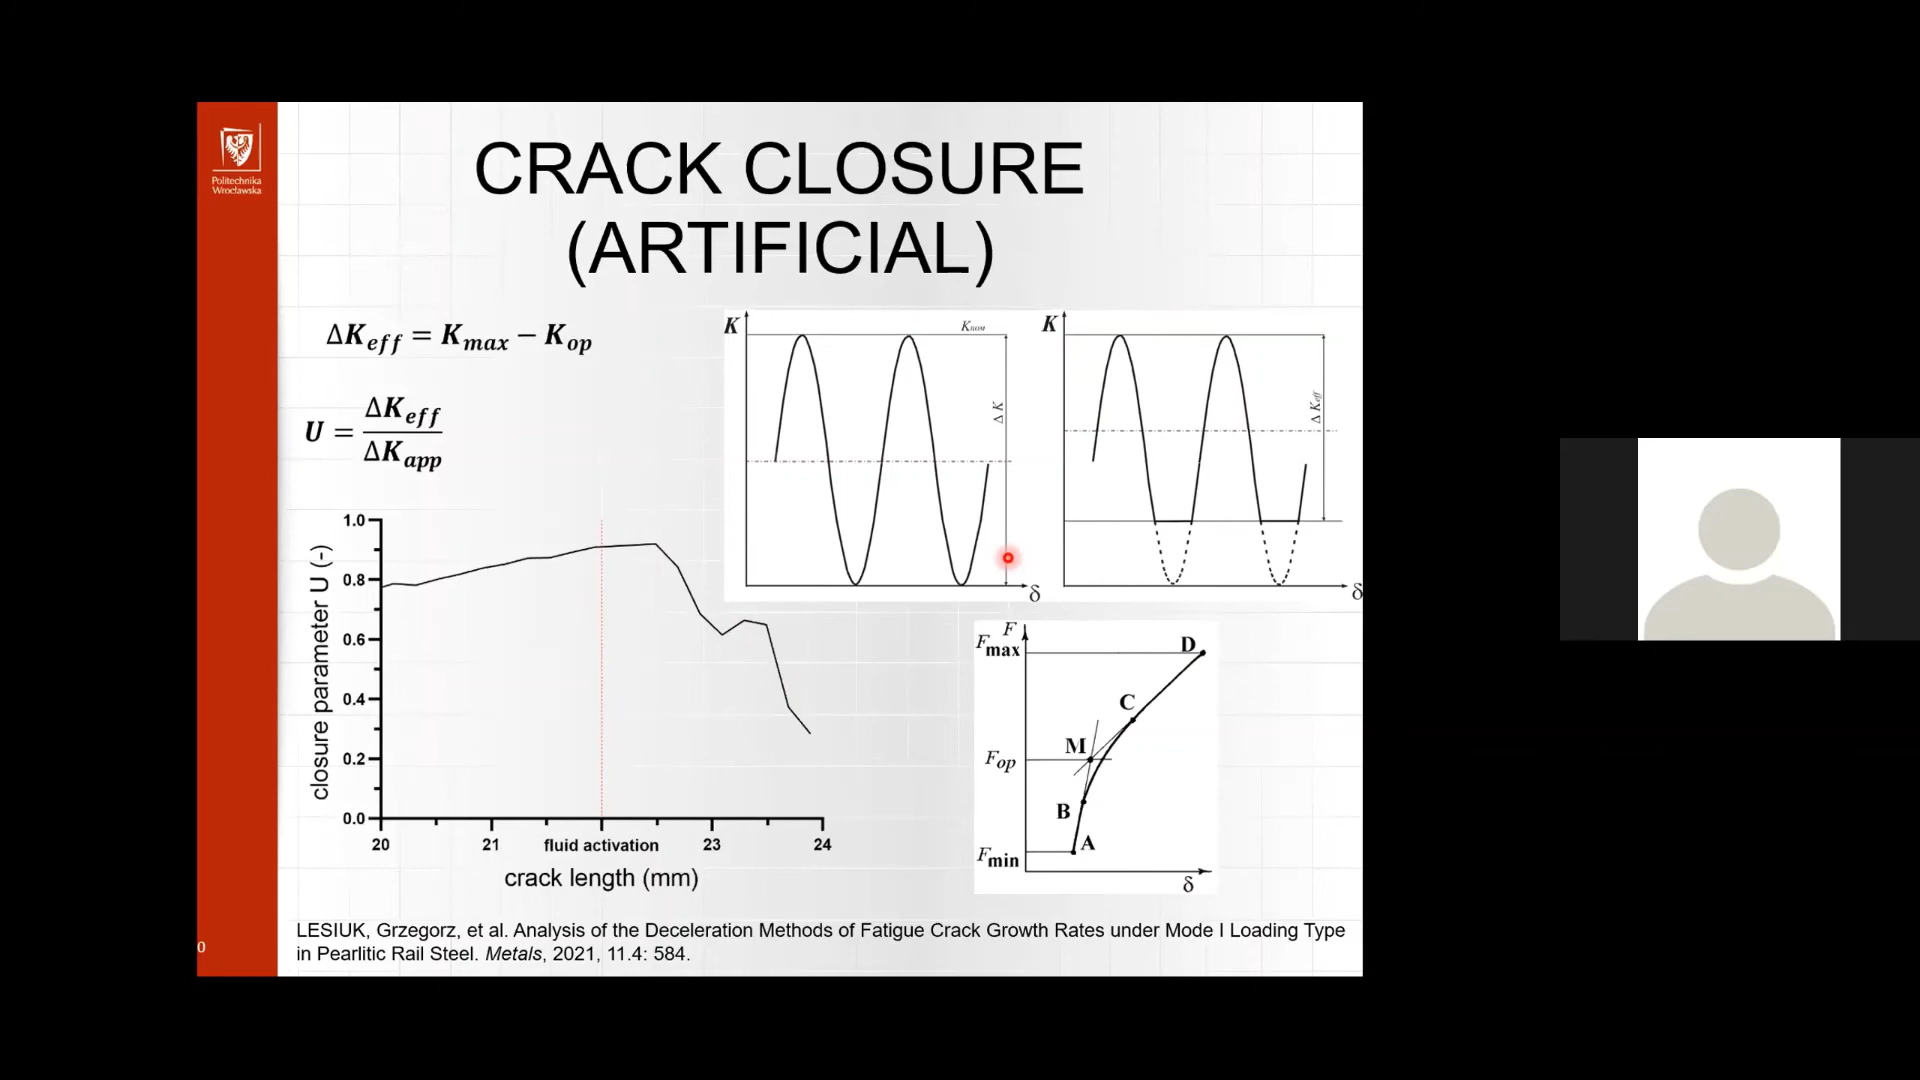 Politechnika
Wrocławska
CRACK CLOSURE
(ARTIFICIAL)
ΔK_eff = K_max − K_op
U = ΔK_eff / ΔK_app
K
K_nom
ΔK
δ
K
ΔK_eff
δ
closure parameter U (-)
1.0
0.8
0.6
0.4
0.2
0.0
20
21
fluid activation
23
24
crack length (mm)
F
F_max
D
C
M
F_op
B
A
F_min
δ
LESIUK, Grzegorz, et al. Analysis of the Deceleration Methods of Fatigue Crack Growth Rates under Mode I Loading Type
in Pearlitic Rail Steel. Metals, 2021, 11.4: 584.
0